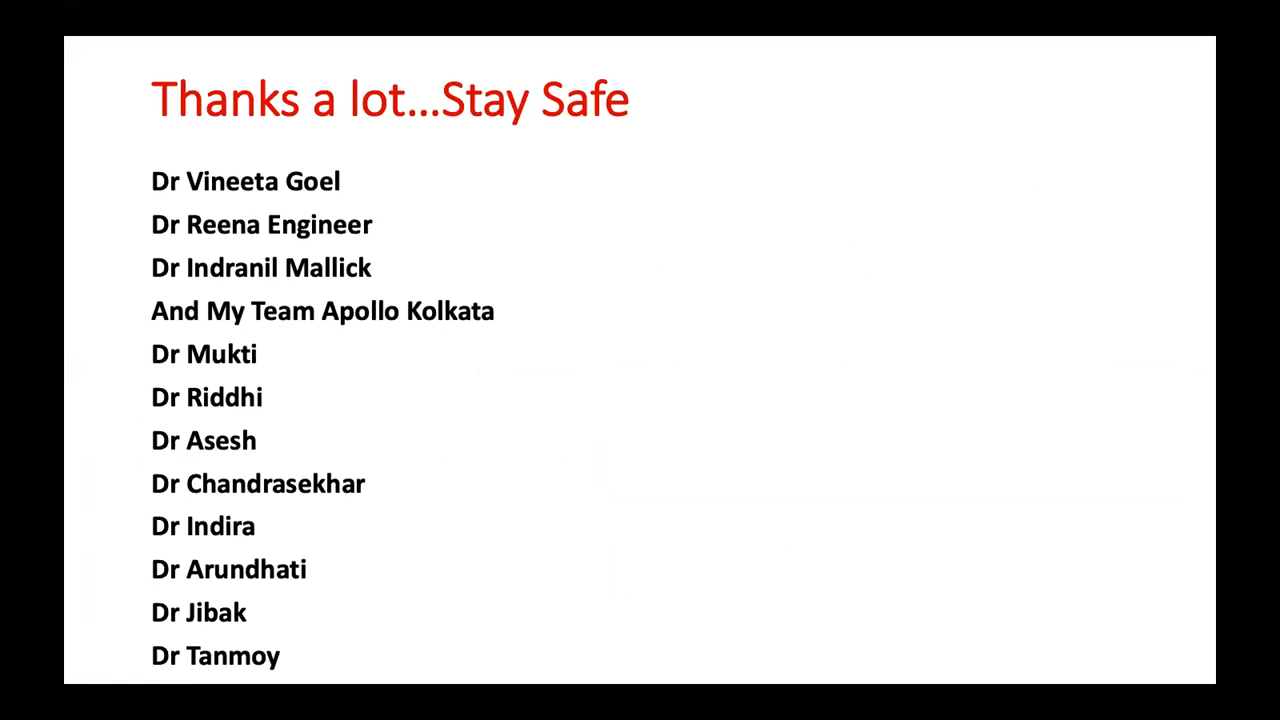 Thanks a lot...Stay Safe
Dr Vineeta Goel
Dr Reena Engineer
Dr Indranil Mallick
And My Team Apollo Kolkata
Dr Mukti
Dr Riddhi
Dr Asesh
Dr Chandrasekhar
Dr Indira
Dr Arundhati
Dr Jibak
Dr Tanmoy